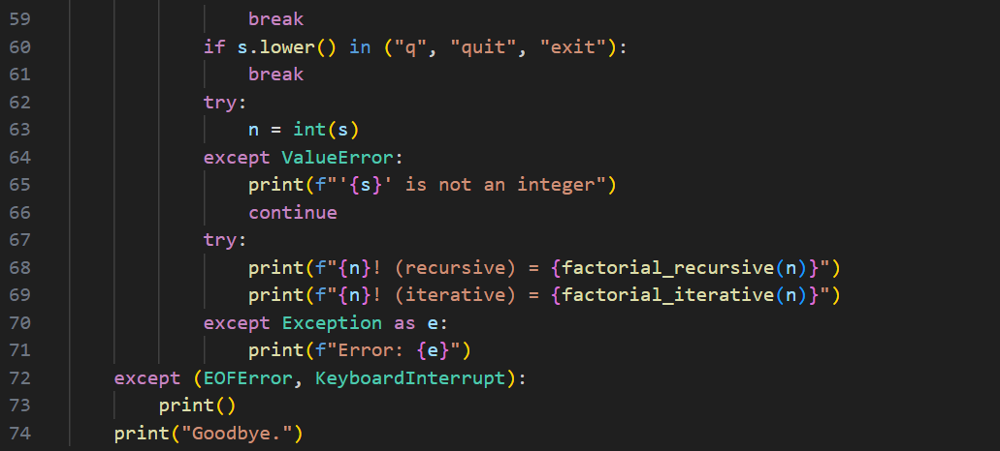 59                    break
60                if s.lower() in ("q", "quit", "exit"):
61                    break
62                try:
63                    n = int(s)
64                except ValueError:
65                    print(f"'{s}' is not an integer")
66                    continue
67                try:
68                    print(f"{n}! (recursive) = {factorial_recursive(n)}")
69                    print(f"{n}! (iterative) = {factorial_iterative(n)}")
70                except Exception as e:
71                    print(f"Error: {e}")
72        except (EOFError, KeyboardInterrupt):
73            print()
74        print("Goodbye.")